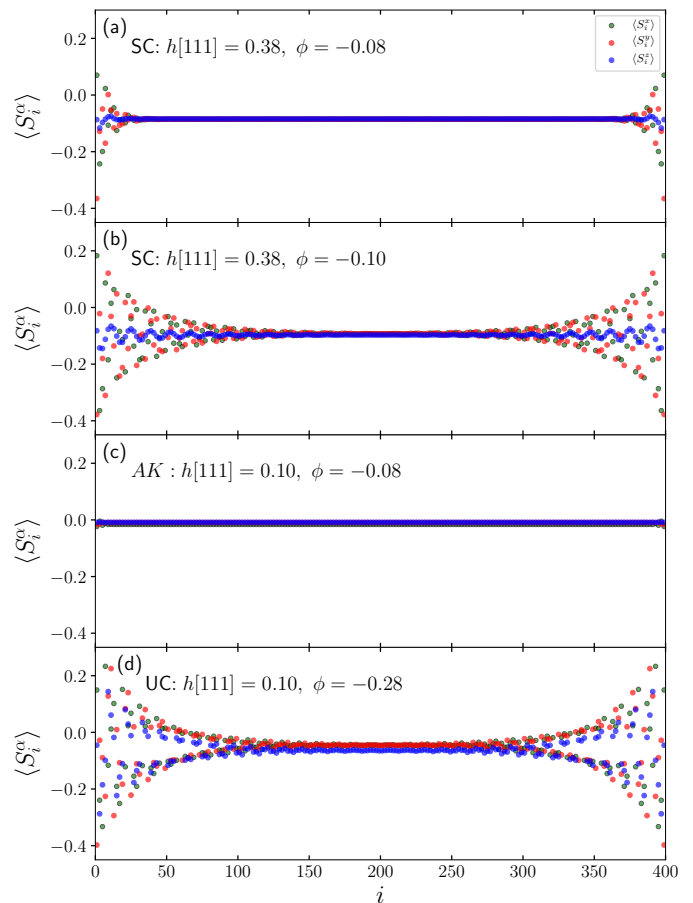 (a)
SC: h[111] = 0.38, ϕ = −0.08
⟨S_i^x⟩
⟨S_i^y⟩
⟨S_i^z⟩
0.2
0.0
−0.2
−0.4
⟨S_i^α⟩
(b)
SC: h[111] = 0.38, ϕ = −0.10
0.2
0.0
−0.2
−0.4
⟨S_i^α⟩
(c)
AK : h[111] = 0.10, ϕ = −0.08
0.2
0.0
−0.2
−0.4
⟨S_i^α⟩
(d)
UC: h[111] = 0.10, ϕ = −0.28
0.2
0.0
−0.2
−0.4
⟨S_i^α⟩
0 50 100 150 200 250 300 350 400
i